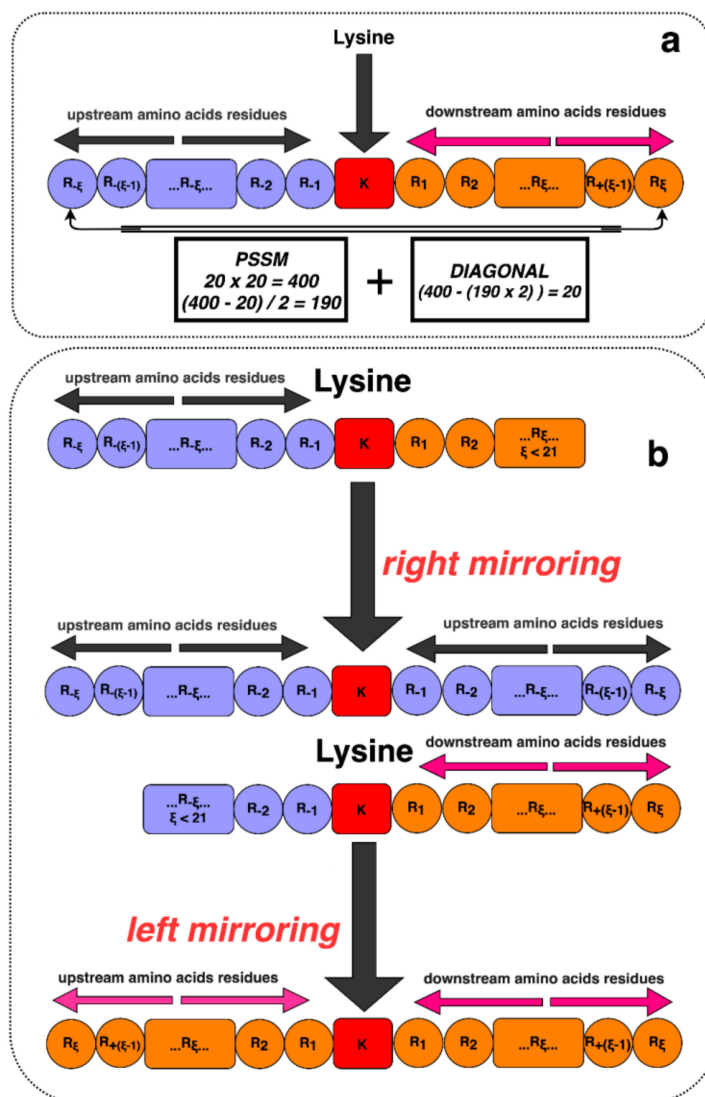 Lysine
a
upstream amino acids residues downstream amino acids residues
R-ξ R-(ξ-1) ...R-ξ... R-2 R-1 K R1 R2 ...Rξ... R+(ξ-1) Rξ
PSSM
20 x 20 = 400
(400 - 20) / 2 = 190
+
DIAGONAL
(400 - (190 x 2) ) = 20
upstream amino acids residues Lysine
b
R-ξ R-(ξ-1) ...R-ξ... R-2 R-1 K R1 R2 ...Rξ...
ξ < 21
right mirroring
upstream amino acids residues upstream amino acids residues
R-ξ R-(ξ-1) ...R-ξ... R-2 R-1 K R-1 R-2 ...R-ξ... R-(ξ-1) R-ξ
Lysine downstream amino acids residues
...R-ξ... R-2 R-1 K R1 R2 ...Rξ... R+(ξ-1) Rξ
ξ < 21
left mirroring
upstream amino acids residues downstream amino acids residues
Rξ R+(ξ-1) ...Rξ... R2 R1 K R1 R2 ...Rξ... R+(ξ-1) Rξ